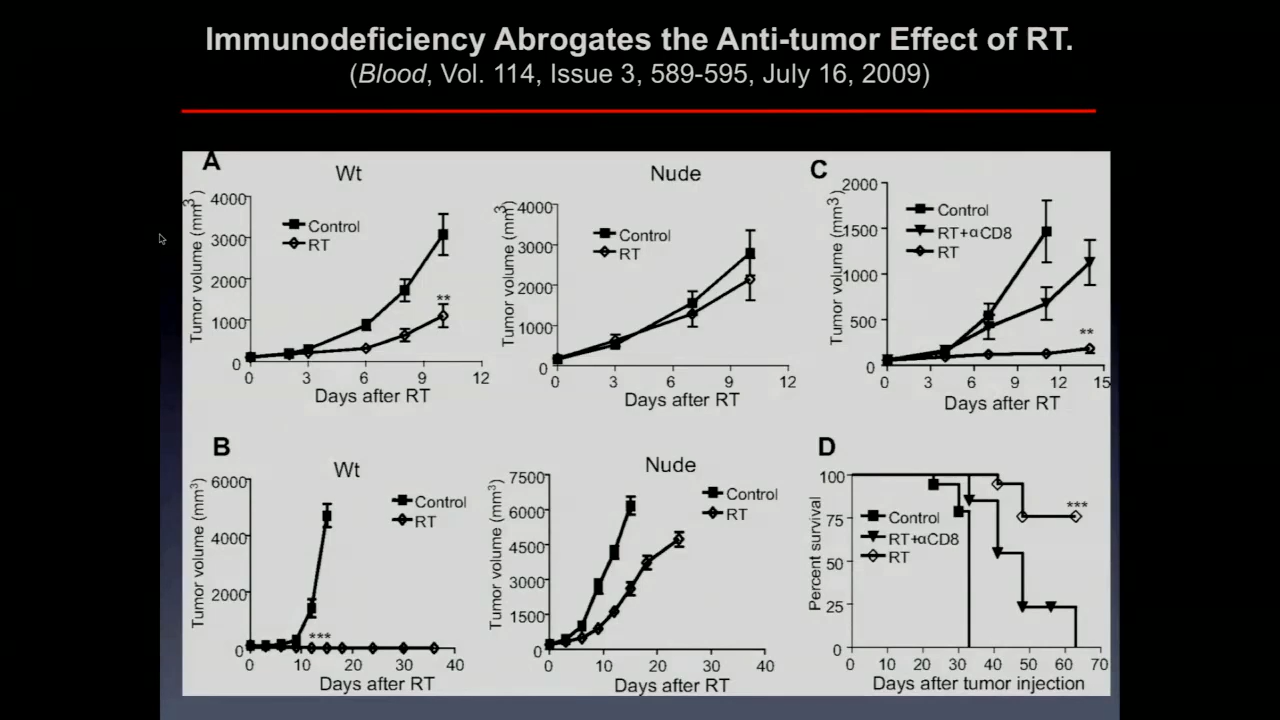 Immunodeficiency Abrogates the Anti-tumor Effect of RT.
(Blood, Vol. 114, Issue 3, 589-595, July 16, 2009)
A
Wt
Tumor volume (mm3)
4000
3000
2000
1000
0
Control
RT
**
0 3 6 9 12
Days after RT
Nude
Tumor volume (mm3)
4000
3000
2000
1000
0
Control
RT
0 3 6 9 12
Days after RT
C
Tumor volume (mm3)
2000
1500
1000
500
0
Control
RT+αCD8
RT
**
0 3 6 9 12 15
Days after RT
B
Wt
Tumor volume (mm3)
6000
4000
2000
0
Control
RT
***
0 10 20 30 40
Days after RT
Nude
Tumor volume (mm3)
7500
6000
4500
3000
1500
0
Control
RT
0 10 20 30 40
Days after RT
D
Percent survival
100
75
50
25
0
Control
RT+αCD8
RT
***
0 10 20 30 40 50 60 70
Days after tumor injection